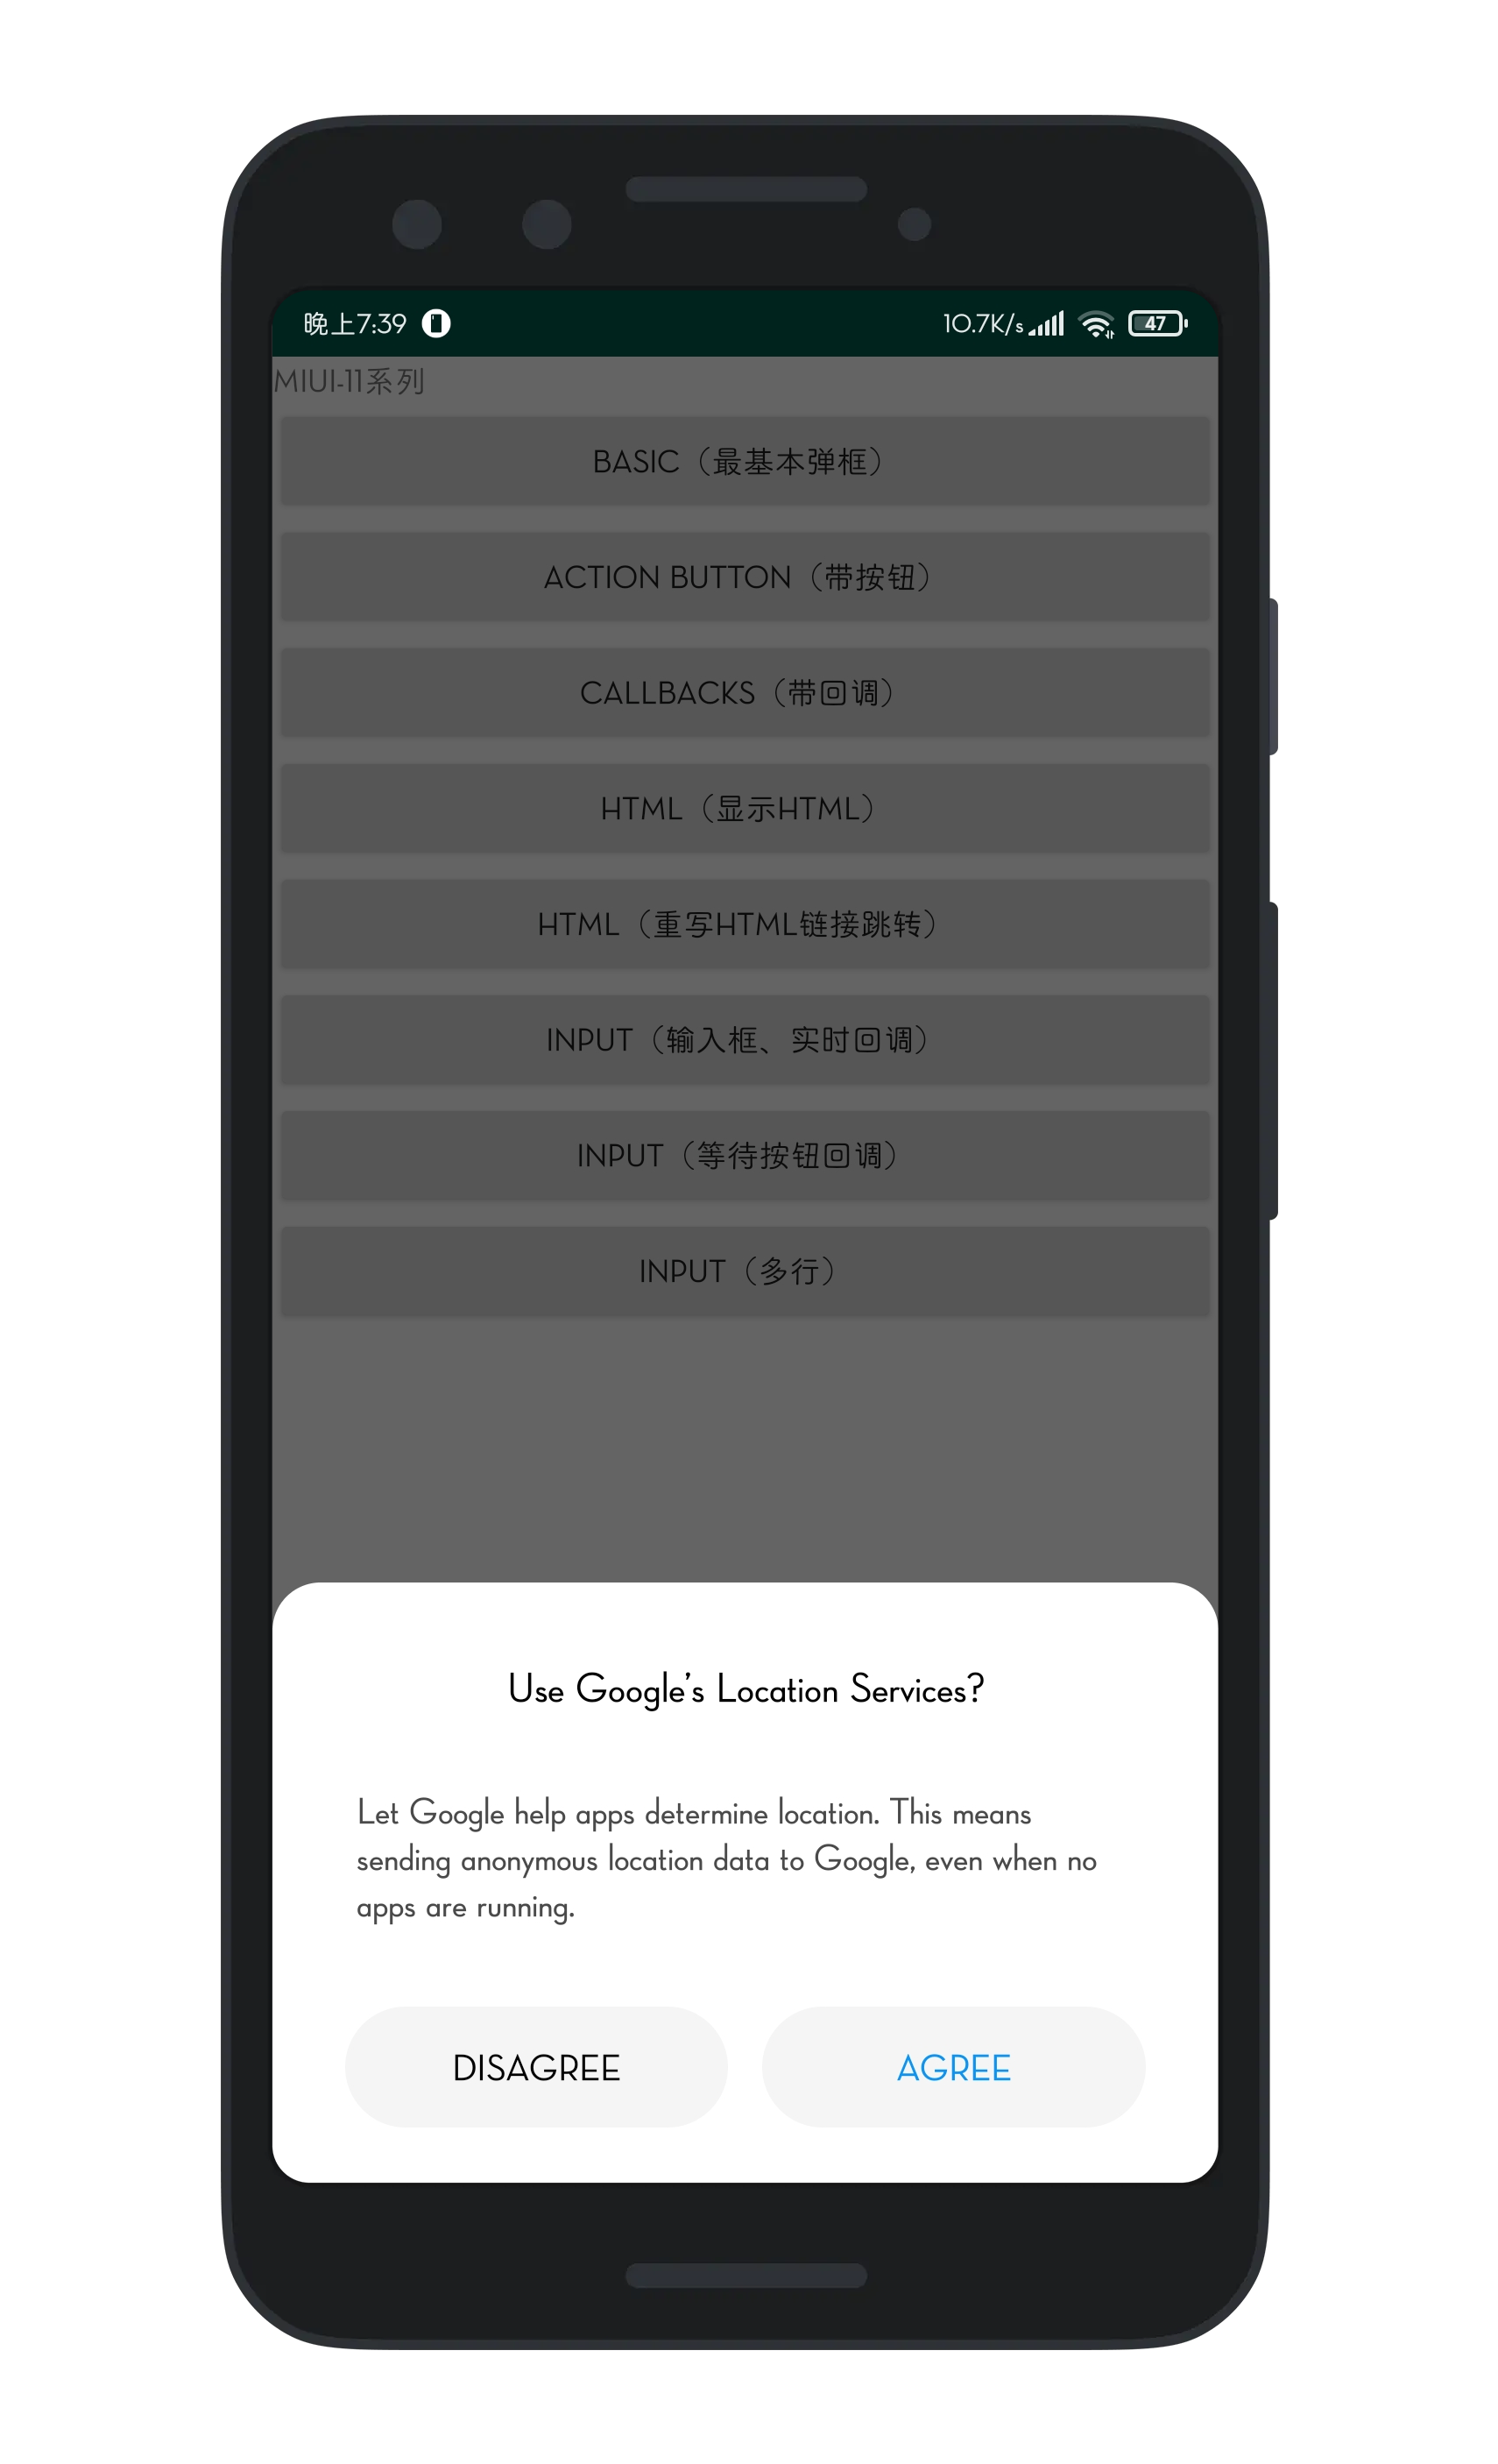 晚上7:39
10.7K/s
47
MIUI-11系列
BASIC（最基本弹框）
ACTION BUTTON（带按钮）
CALLBACKS（带回调）
HTML（显示HTML）
HTML（重写HTML链接跳转）
INPUT（输入框、实时回调）
INPUT（等待按钮回调）
INPUT（多行）
Use Google’s Location Services?
Let Google help apps determine location. This means
sending anonymous location data to Google, even when no
apps are running.
DISAGREE
AGREE